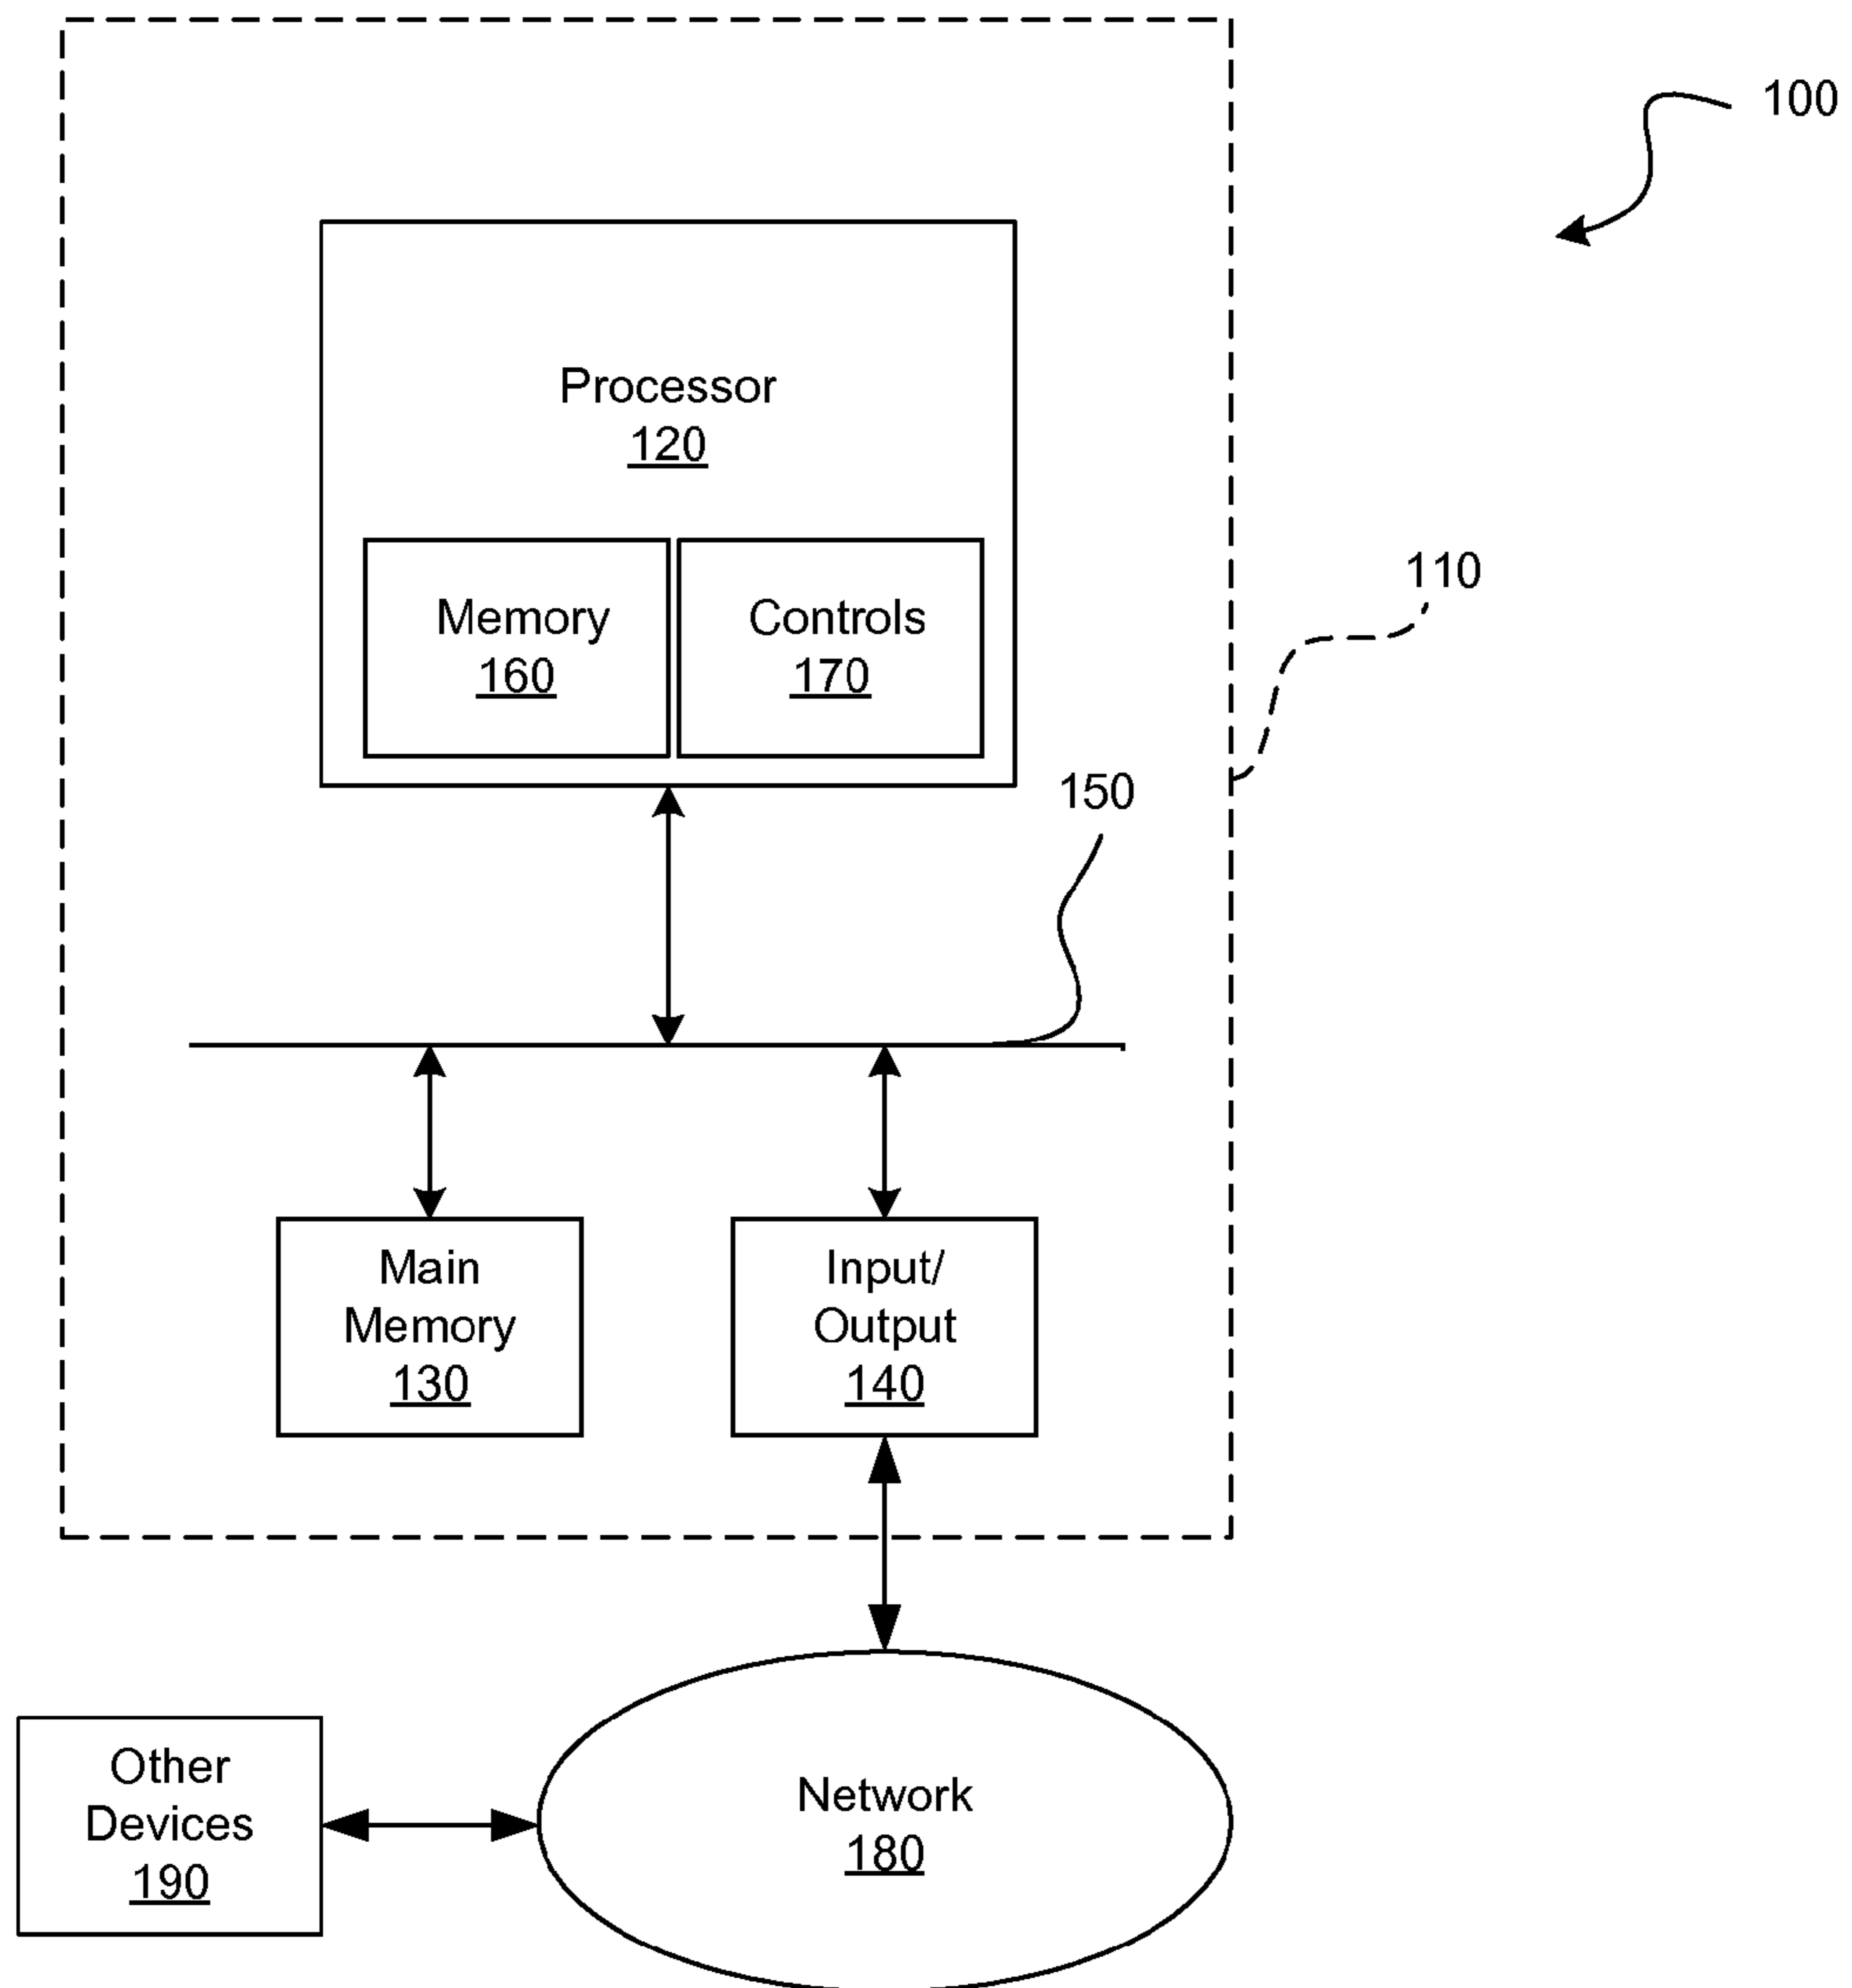 100
Processor
120
110
Memory
160
Controls
170
150
Main
Memory
130
Input/
Output
140
Other
Devices
190
Network
180